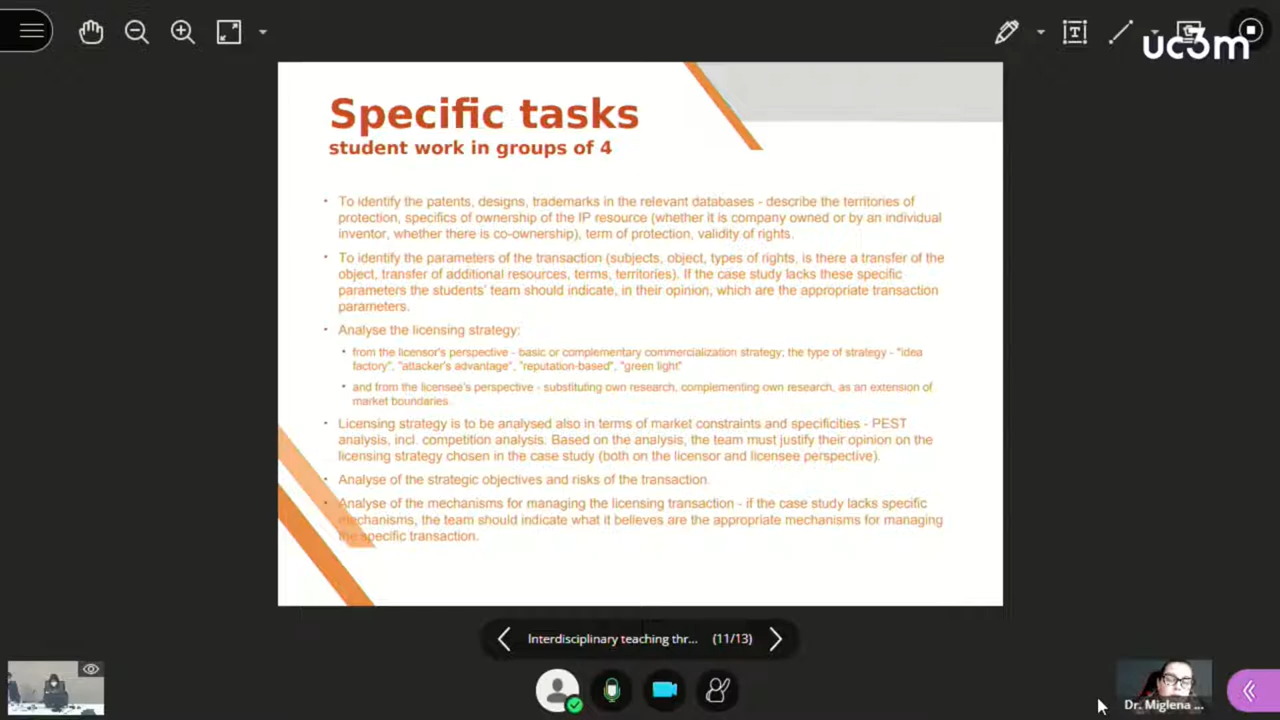 uc3m
Specific tasks
student work in groups of 4
To identify the patents, designs, trademarks in the relevant databases - describe the territories of
protection, specifics of ownership of the IP resource (whether it is company owned or by an individual
inventor, whether there is co-ownership), term of protection, validity of rights.
To identify the parameters of the transaction (subjects, object, types of rights, is there a transfer of the
object, transfer of additional resources, terms, territories). If the case study lacks these specific
parameters the students' team should indicate, in their opinion, which are the appropriate transaction
parameters.
Analyse the licensing strategy:
from the licensor's perspective - basic or complementary commercialization strategy; the type of strategy - "idea
factory", "attacker's advantage", "reputation-based", "green light"
and from the licensee's perspective - substituting own research, complementing own research, as an extension of
market boundaries.
Licensing strategy is to be analysed also in terms of market constraints and specificities - PEST
analysis, incl. competition analysis. Based on the analysis, the team must justify their opinion on the
licensing strategy chosen in the case study (both on the licensor and licensee perspective).
Analyse of the strategic objectives and risks of the transaction.
Analyse of the mechanisms for managing the licensing transaction - if the case study lacks specific
mechanisms, the team should indicate what it believes are the appropriate mechanisms for managing
the specific transaction.
Interdisciplinary teaching thr... (11/13)
Dr. Miglena ...